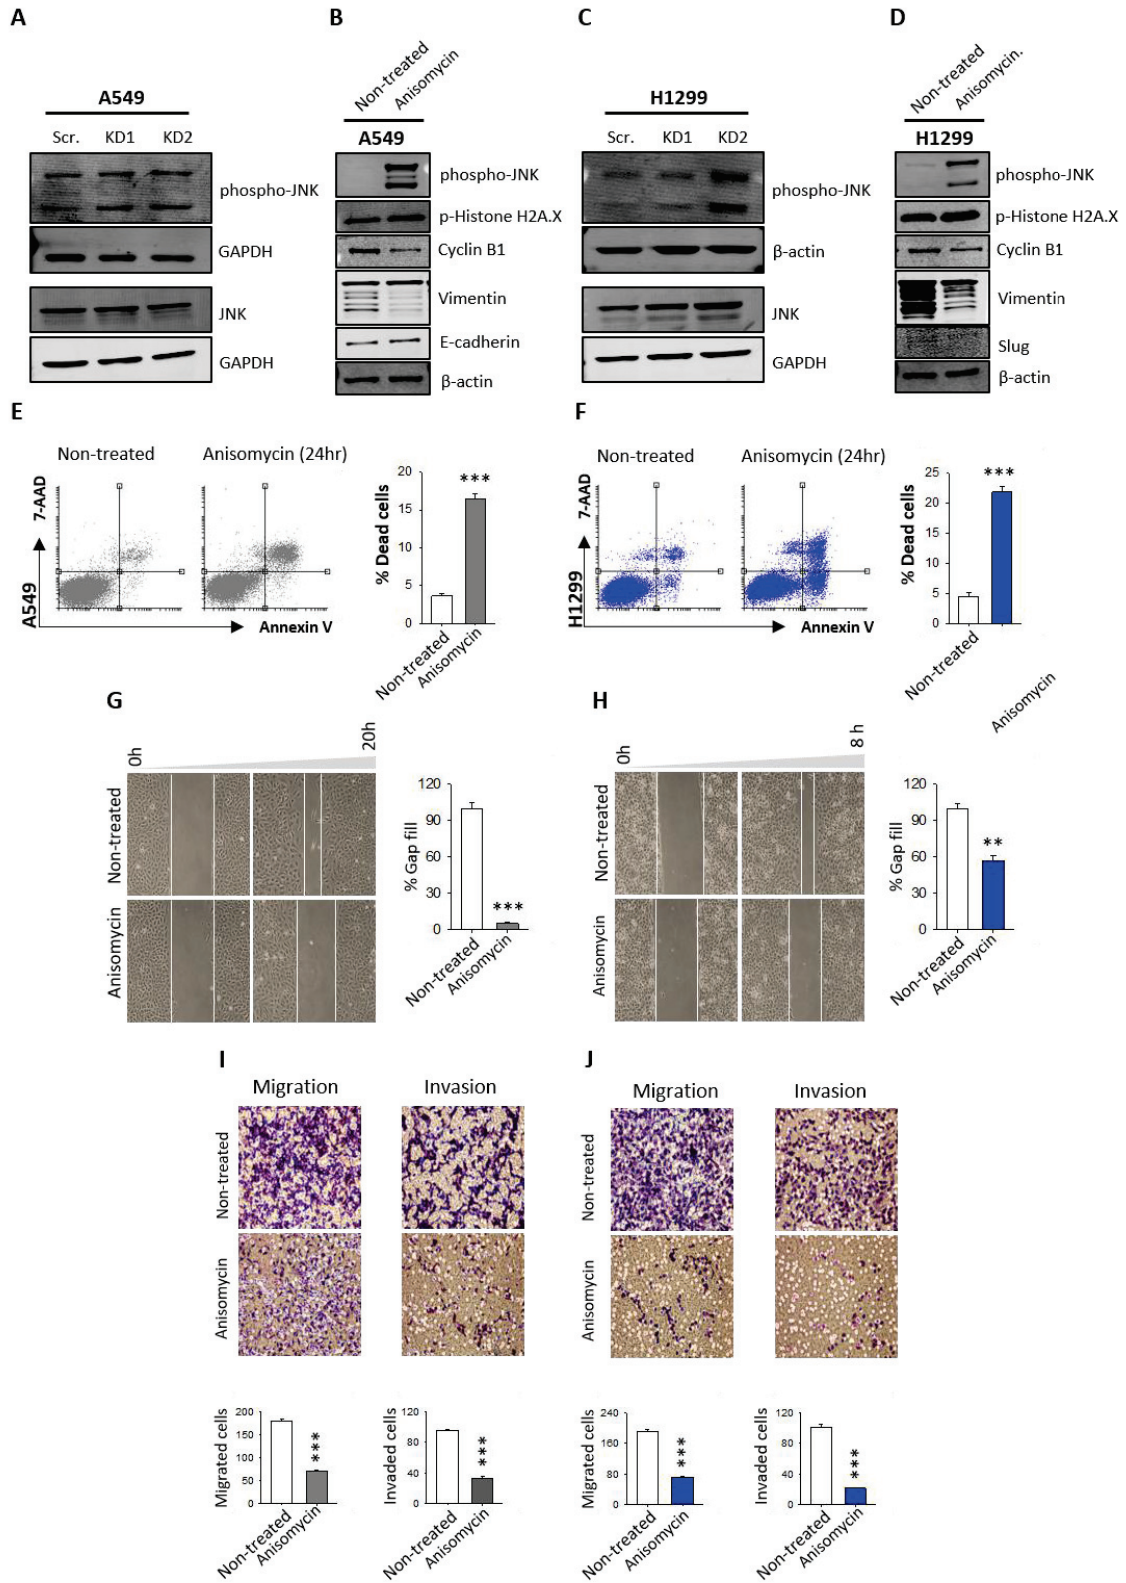 A
B
C
D
A549
Scr. KD1 KD2
phospho-JNK
GAPDH
JNK
GAPDH
Non-treated
Anisomycin
A549
phospho-JNK
p-Histone H2A.X
Cyclin B1
Vimentin
E-cadherin
β-actin
H1299
Scr. KD1 KD2
phospho-JNK
β-actin
JNK
GAPDH
Non-treated
Anisomycin.
H1299
phospho-JNK
p-Histone H2A.X
Cyclin B1
Vimentin
Slug
β-actin
E
Non-treated
Anisomycin (24hr)
7-AAD
A549
Annexin V
% Dead cells
20
15
10
5
0
***
Non-treated
Anisomycin
F
Non-treated
Anisomycin (24hr)
7-AAD
H1299
Annexin V
% Dead cells
25
20
15
10
5
0
***
Non-treated
Anisomycin
G
0h
20h
Non-treated
Anisomycin
% Gap fill
120
90
60
30
0
***
Non-treated
Anisomycin
H
0h
8 h
Non-treated
Anisomycin
% Gap fill
120
90
60
30
0
**
Non-treated
Anisomycin
I
Migration
Invasion
Non-treated
Anisomycin
Migrated cells
200
150
100
50
0
***
Non-treated
Anisomycin
Invaded cells
120
80
40
0
***
Non-treated
Anisomycin
J
Migration
Invasion
Non-treated
Anisomycin
Migrated cells
240
160
80
0
***
Non-treated
Anisomycin
Invaded cells
120
80
40
0
***
Non-treated
Anisomycin